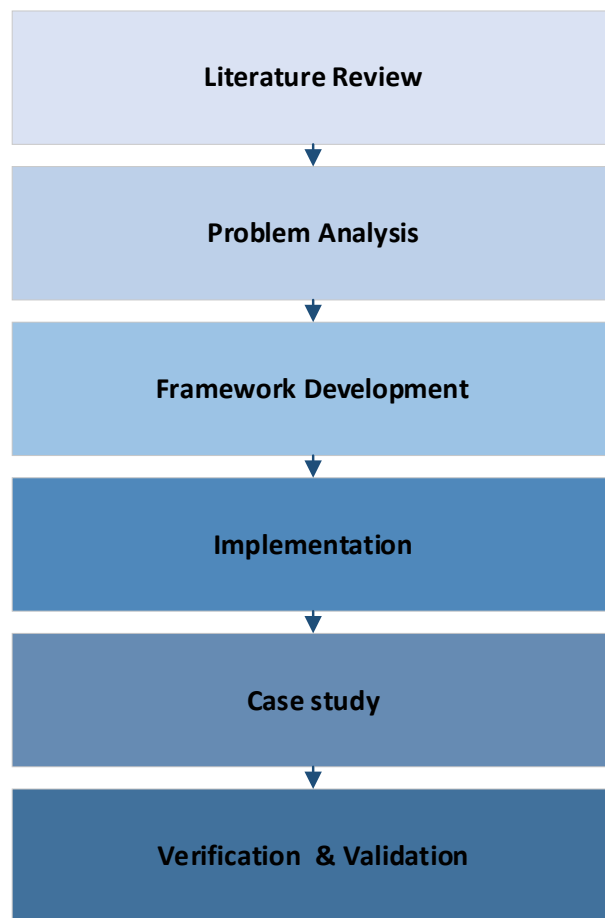 Literature Review
Problem Analysis
Framework Development
Implementation
Case study
Verification & Validation